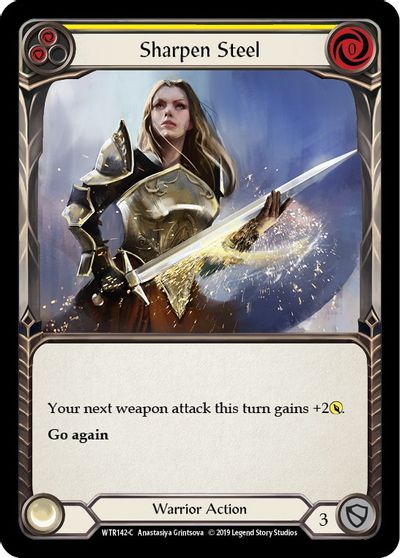 Sharpen Steel
0
Your next weapon attack this turn gains +2.
Go again
Warrior Action
3
WTR142-C Anastasiya Grintsova © 2019 Legend Story Studios